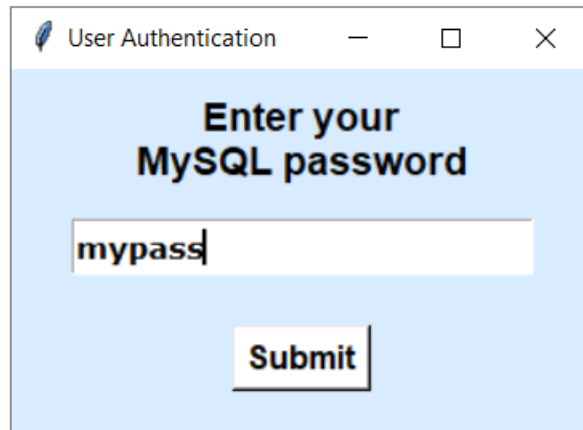 User Authentication
Enter your
MySQL password
mypass
Submit